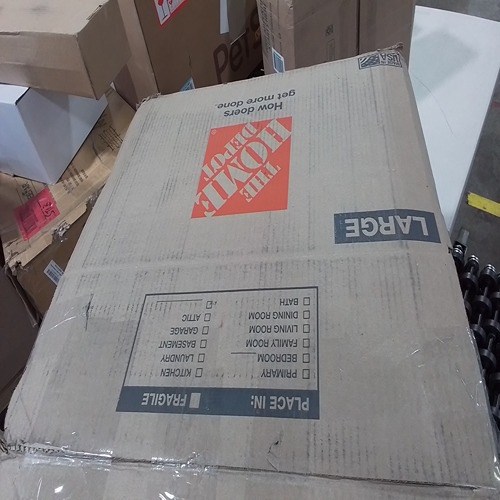 How doers
get more done.
THE
HOME
DEPOT
LARGE
USA
PLACE IN:
FRAGILE
PRIMARY
BEDROOM
FAMILY ROOM
LIVING ROOM
DINING ROOM
BATH
KITCHEN
LAUNDRY
BASEMENT
GARAGE
ATTIC